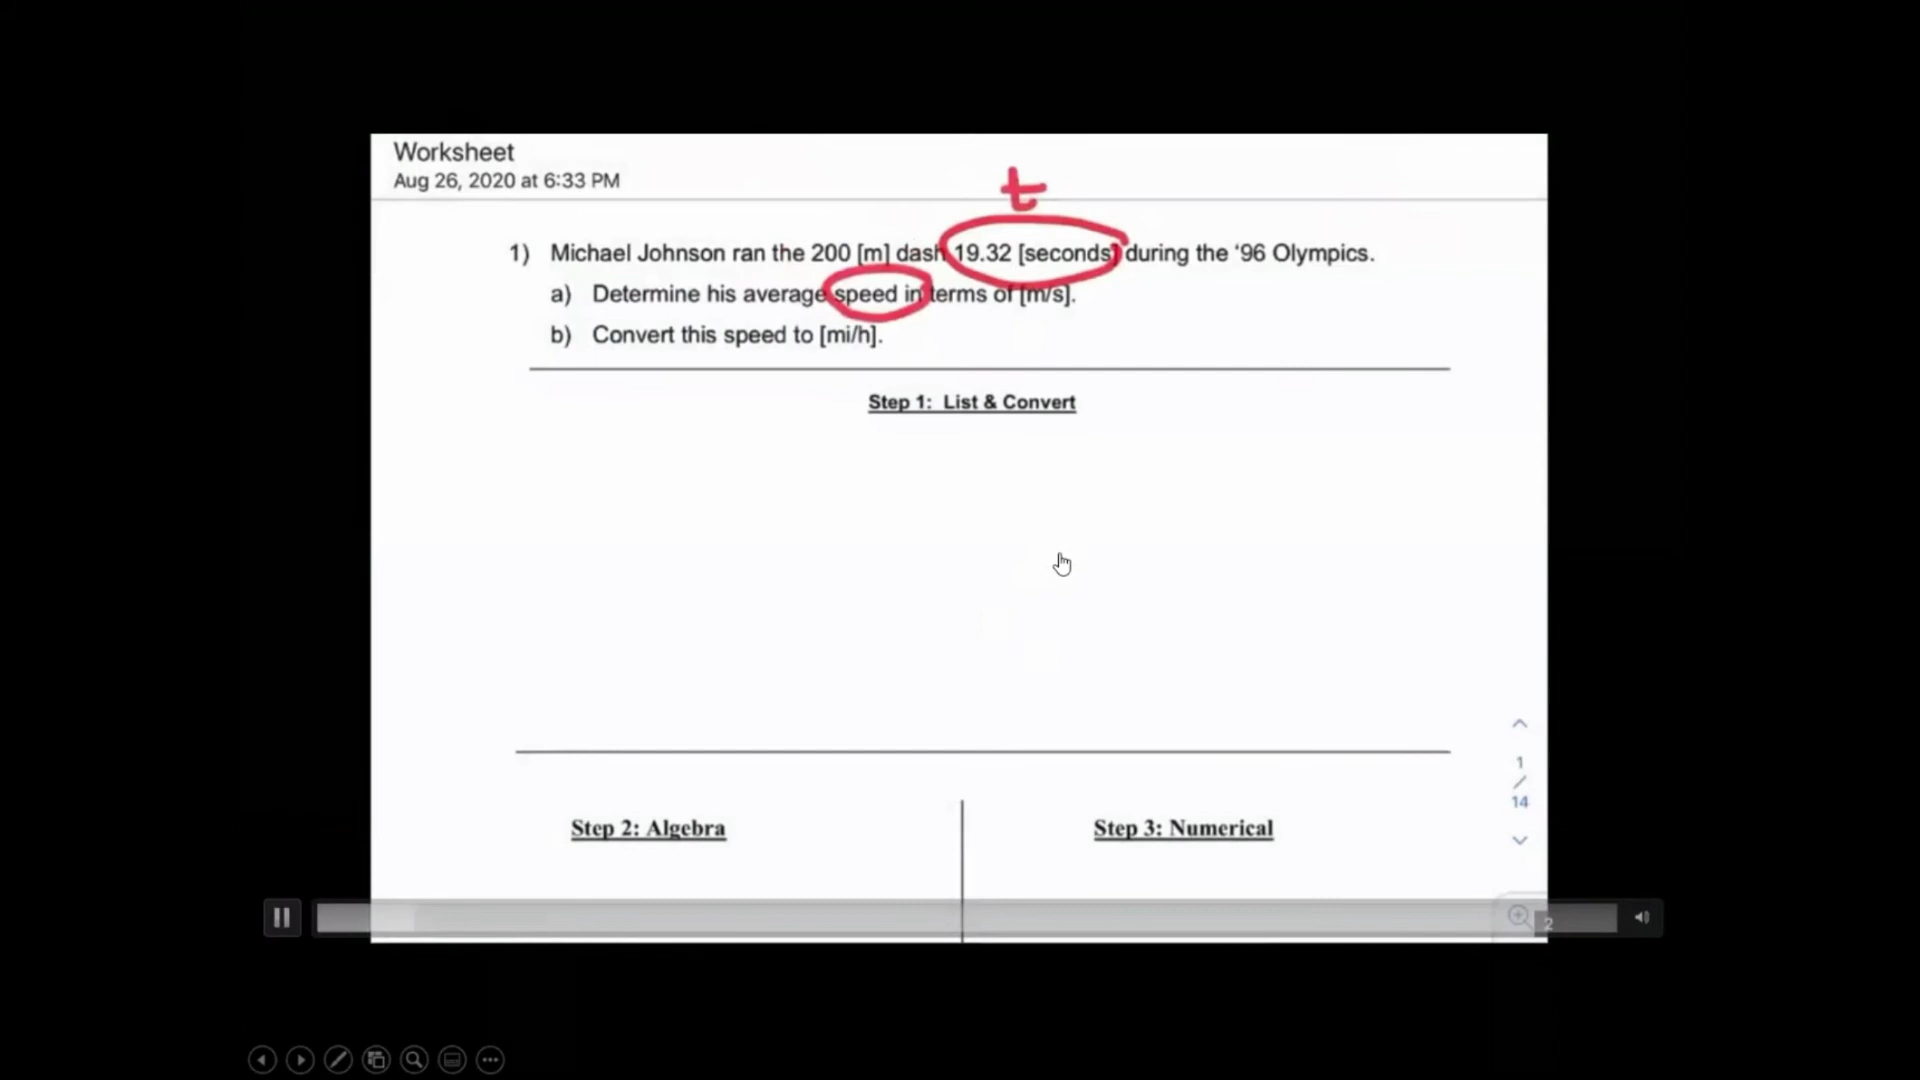 Worksheet
Aug 26, 2020 at 6:33 PM
t
1) Michael Johnson ran the 200 [m] dash 19.32 [seconds] during the ‘96 Olympics.
a) Determine his average speed in terms of [m/s].
b) Convert this speed to [mi/h].
Step 1: List & Convert
1
/
14
Step 2: Algebra
Step 3: Numerical
2